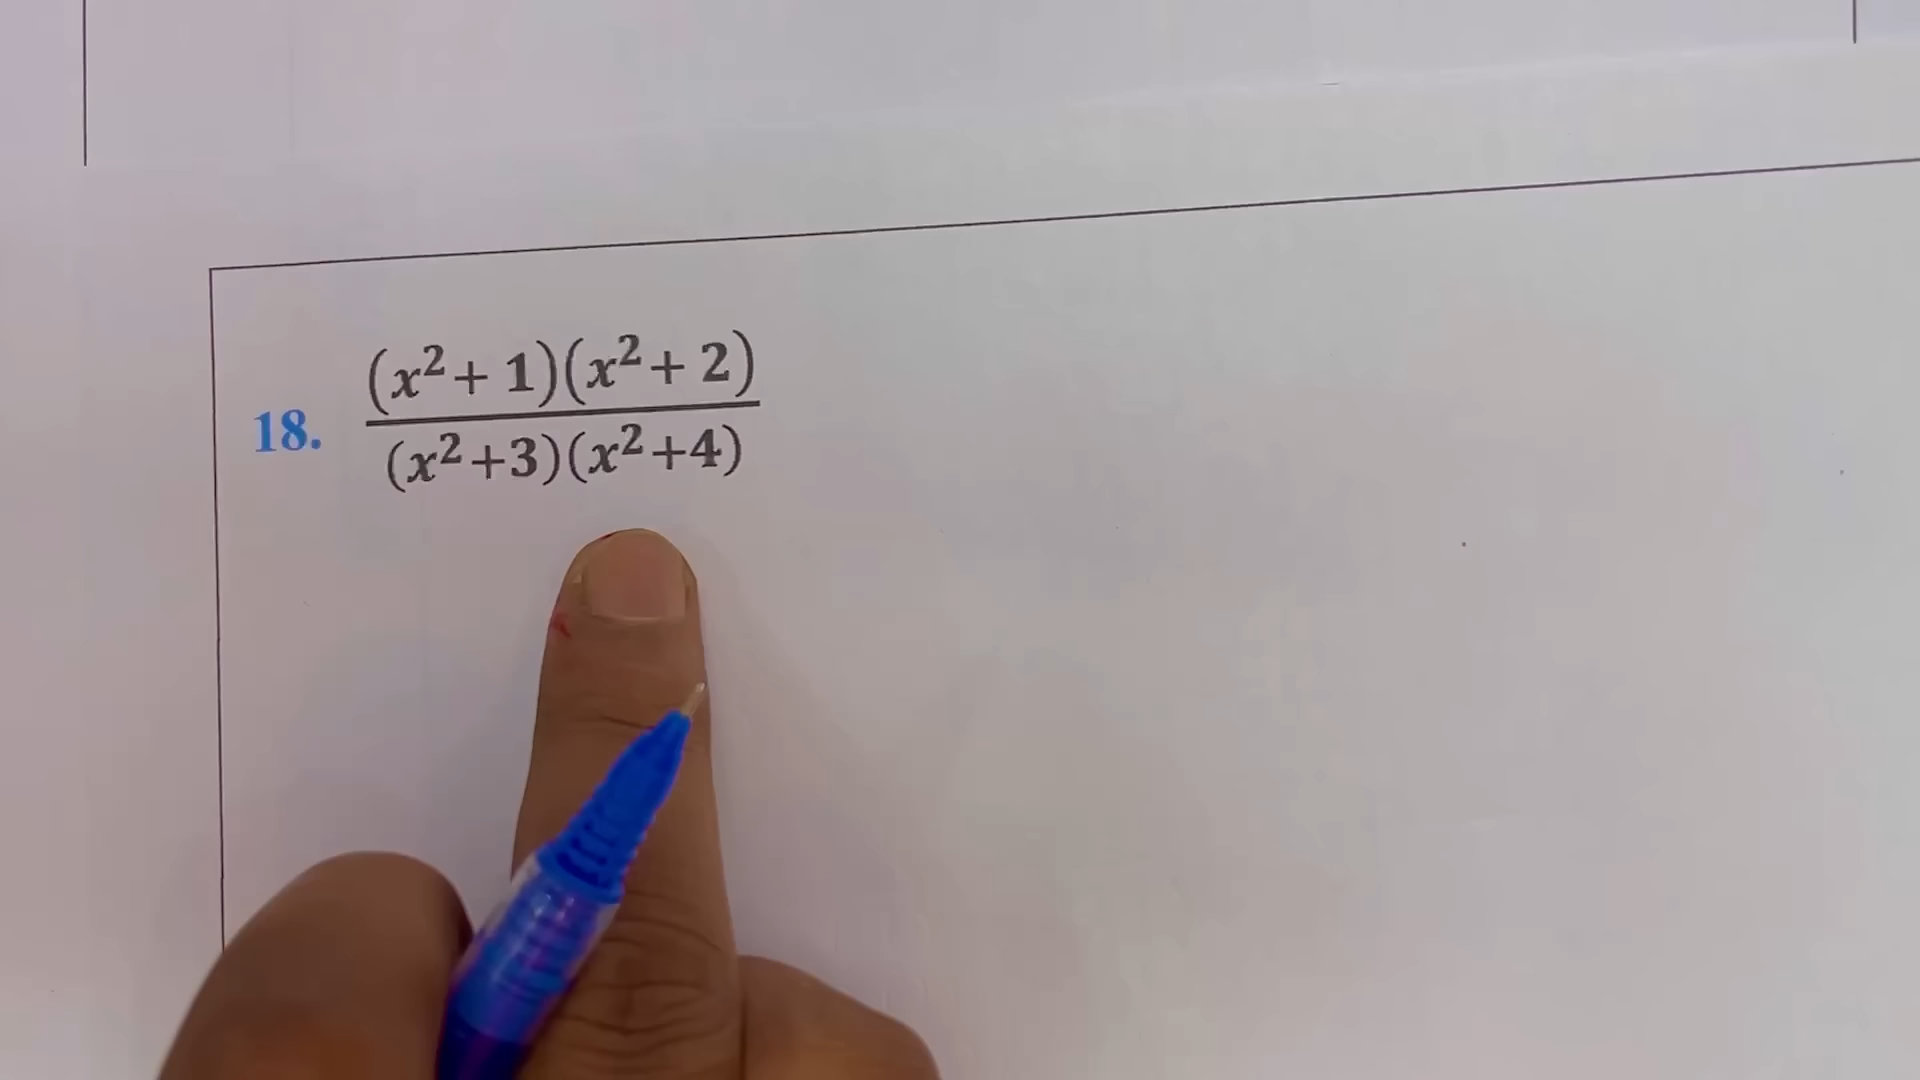 18. (x²+ 1)(x²+ 2)
(x²+3)(x²+4)